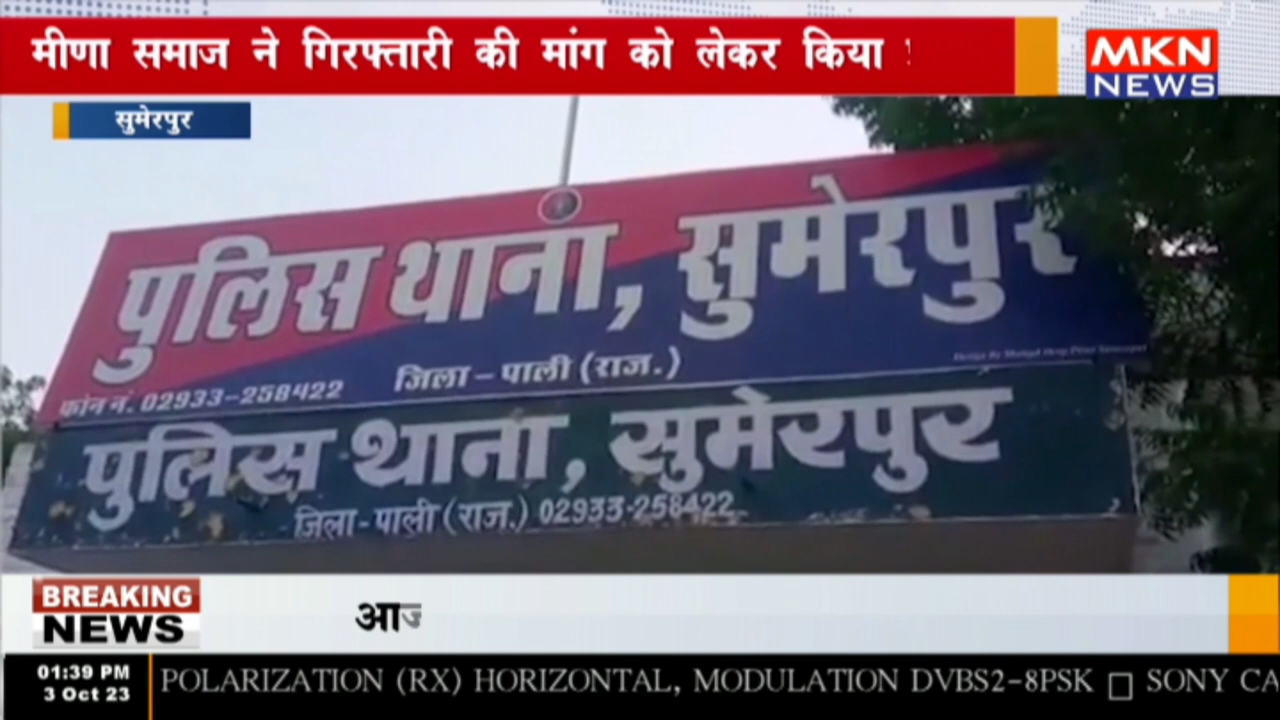 मीणा समाज ने गिरफ्तारी की मांग को लेकर किया
MKN
NEWS
सुमेरपुर
पुलिस थाना, सुमेरपुर
जिला - पाली (राज.)
फोन नं. 02933-258422
पुलिस थाना, सुमेरपुर
जिला-पाली (राज.) 02933-258422
BREAKING
NEWS
आज
01:39 PM
3 Oct 23
POLARIZATION (RX) HORIZONTAL, MODULATION DVBS2-8PSK □ SONY CA